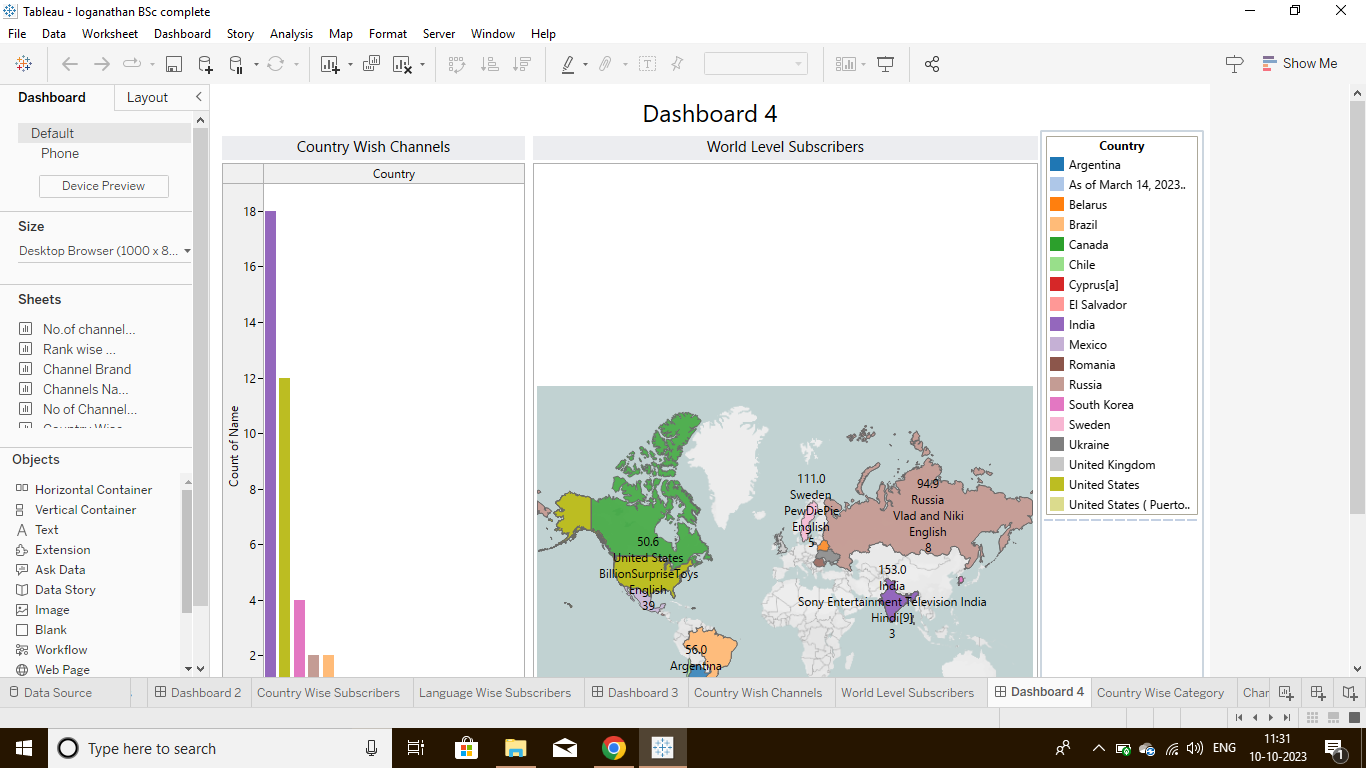 Tableau - loganathan BSc complete
File Data Worksheet Dashboard Story Analysis Map Format Server Window Help
Show Me
Dashboard Layout
Default
Phone
Device Preview
Size
Desktop Browser (1000 x 8...
Sheets
No.of channel...
Rank wise ...
Channel Brand
Channels Na...
No of Channel...
Objects
Horizontal Container
Vertical Container
Text
Extension
Ask Data
Data Story
Image
Blank
Workflow
Web Page
Dashboard 4
Country Wish Channels
Country
Count of Name
18
16
14
12
10
8
6
4
2
World Level Subscribers
111.0
Sweden
PewDiePie
English
5
94.9
Russia
Vlad and Niki
English
8
50.6
United States
BillionSurpriseToys
English
39
153.0
India
Sony Entertainment Television India
Hindi[9]
3
56.0
Argentina
Country
Argentina
As of March 14, 2023..
Belarus
Brazil
Canada
Chile
Cyprus[a]
El Salvador
India
Mexico
Romania
Russia
South Korea
Sweden
Ukraine
United Kingdom
United States
United States ( Puerto..
Data Source Dashboard 2 Country Wise Subscribers Language Wise Subscribers Dashboard 3 Country Wish Channels World Level Subscribers Dashboard 4 Country Wise Category Char
Type here to search
ENG
11:31
10-10-2023
1